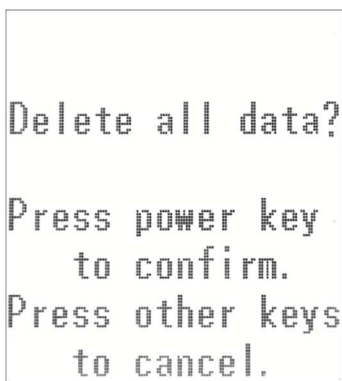 Delete all data?
Press power key
to confirm.
Press other keys
to cancel.